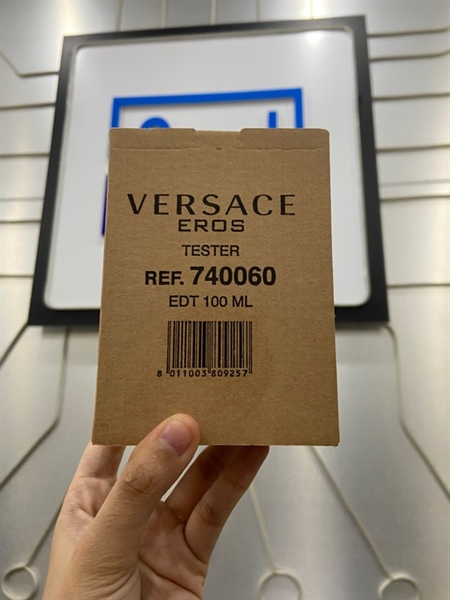 VERSACE
EROS
TESTER
REF. 740060
EDT 100 ML
8 011003 809257